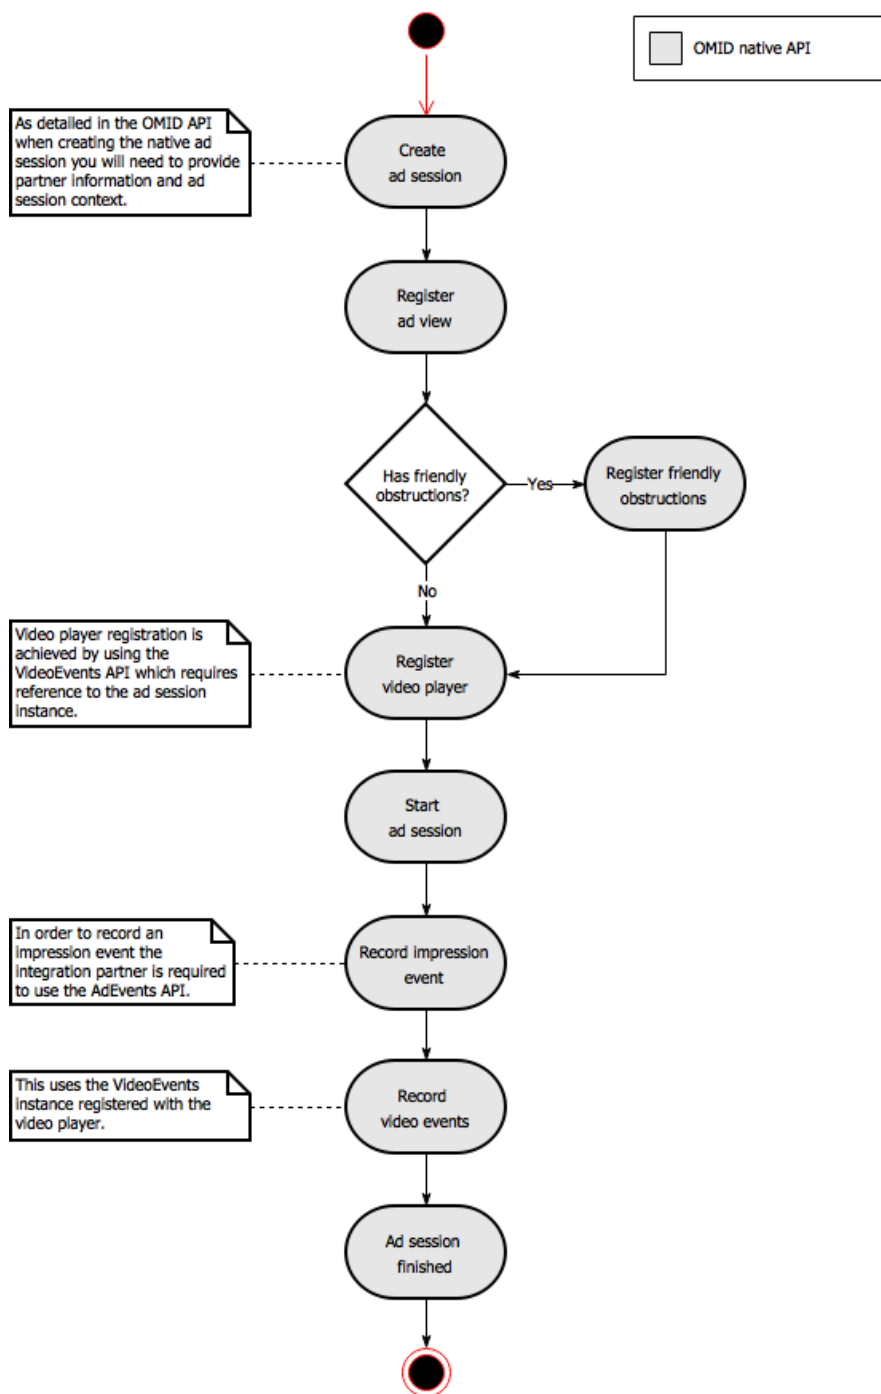 OMID native API
As detailed in the OMID API
when creating the native ad
session you will need to provide
partner information and ad
session context.
Create
ad session
Register
ad view
Has friendly
obstructions?
Yes
Register friendly
obstructions
No
Video player registration is
achieved by using the
VideoEvents API which requires
reference to the ad session
instance.
Register
video player
Start
ad session
In order to record an
impression event the
integration partner is required
to use the AdEvents API.
Record impression
event
This uses the VideoEvents
instance registered with the
video player.
Record
video events
Ad session
finished